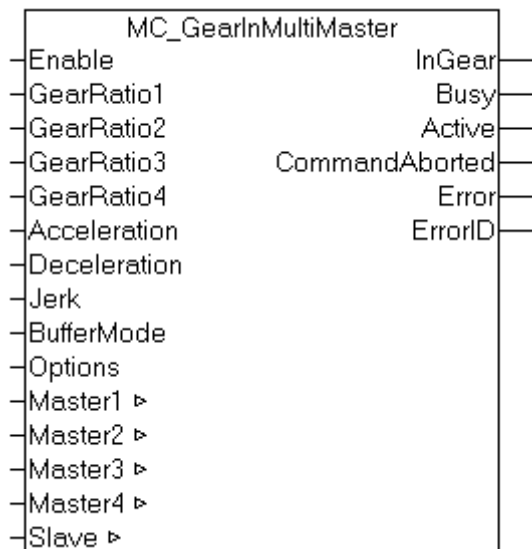 MC_GearInMultiMaster
Enable InGear
GearRatio1 Busy
GearRatio2 Active
GearRatio3 CommandAborted
GearRatio4 Error
Acceleration ErrorID
Deceleration
Jerk
BufferMode
Options
Master1
Master2
Master3
Master4
Slave